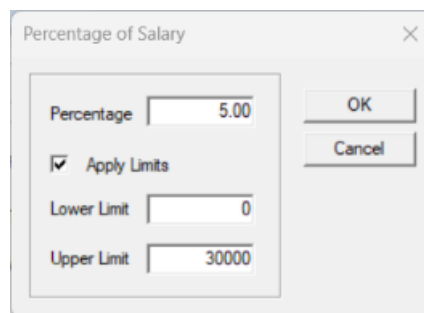 Percentage of Salary
Percentage 5.00
OK
Apply Limits
Cancel
Lower Limit 0
Upper Limit 30000